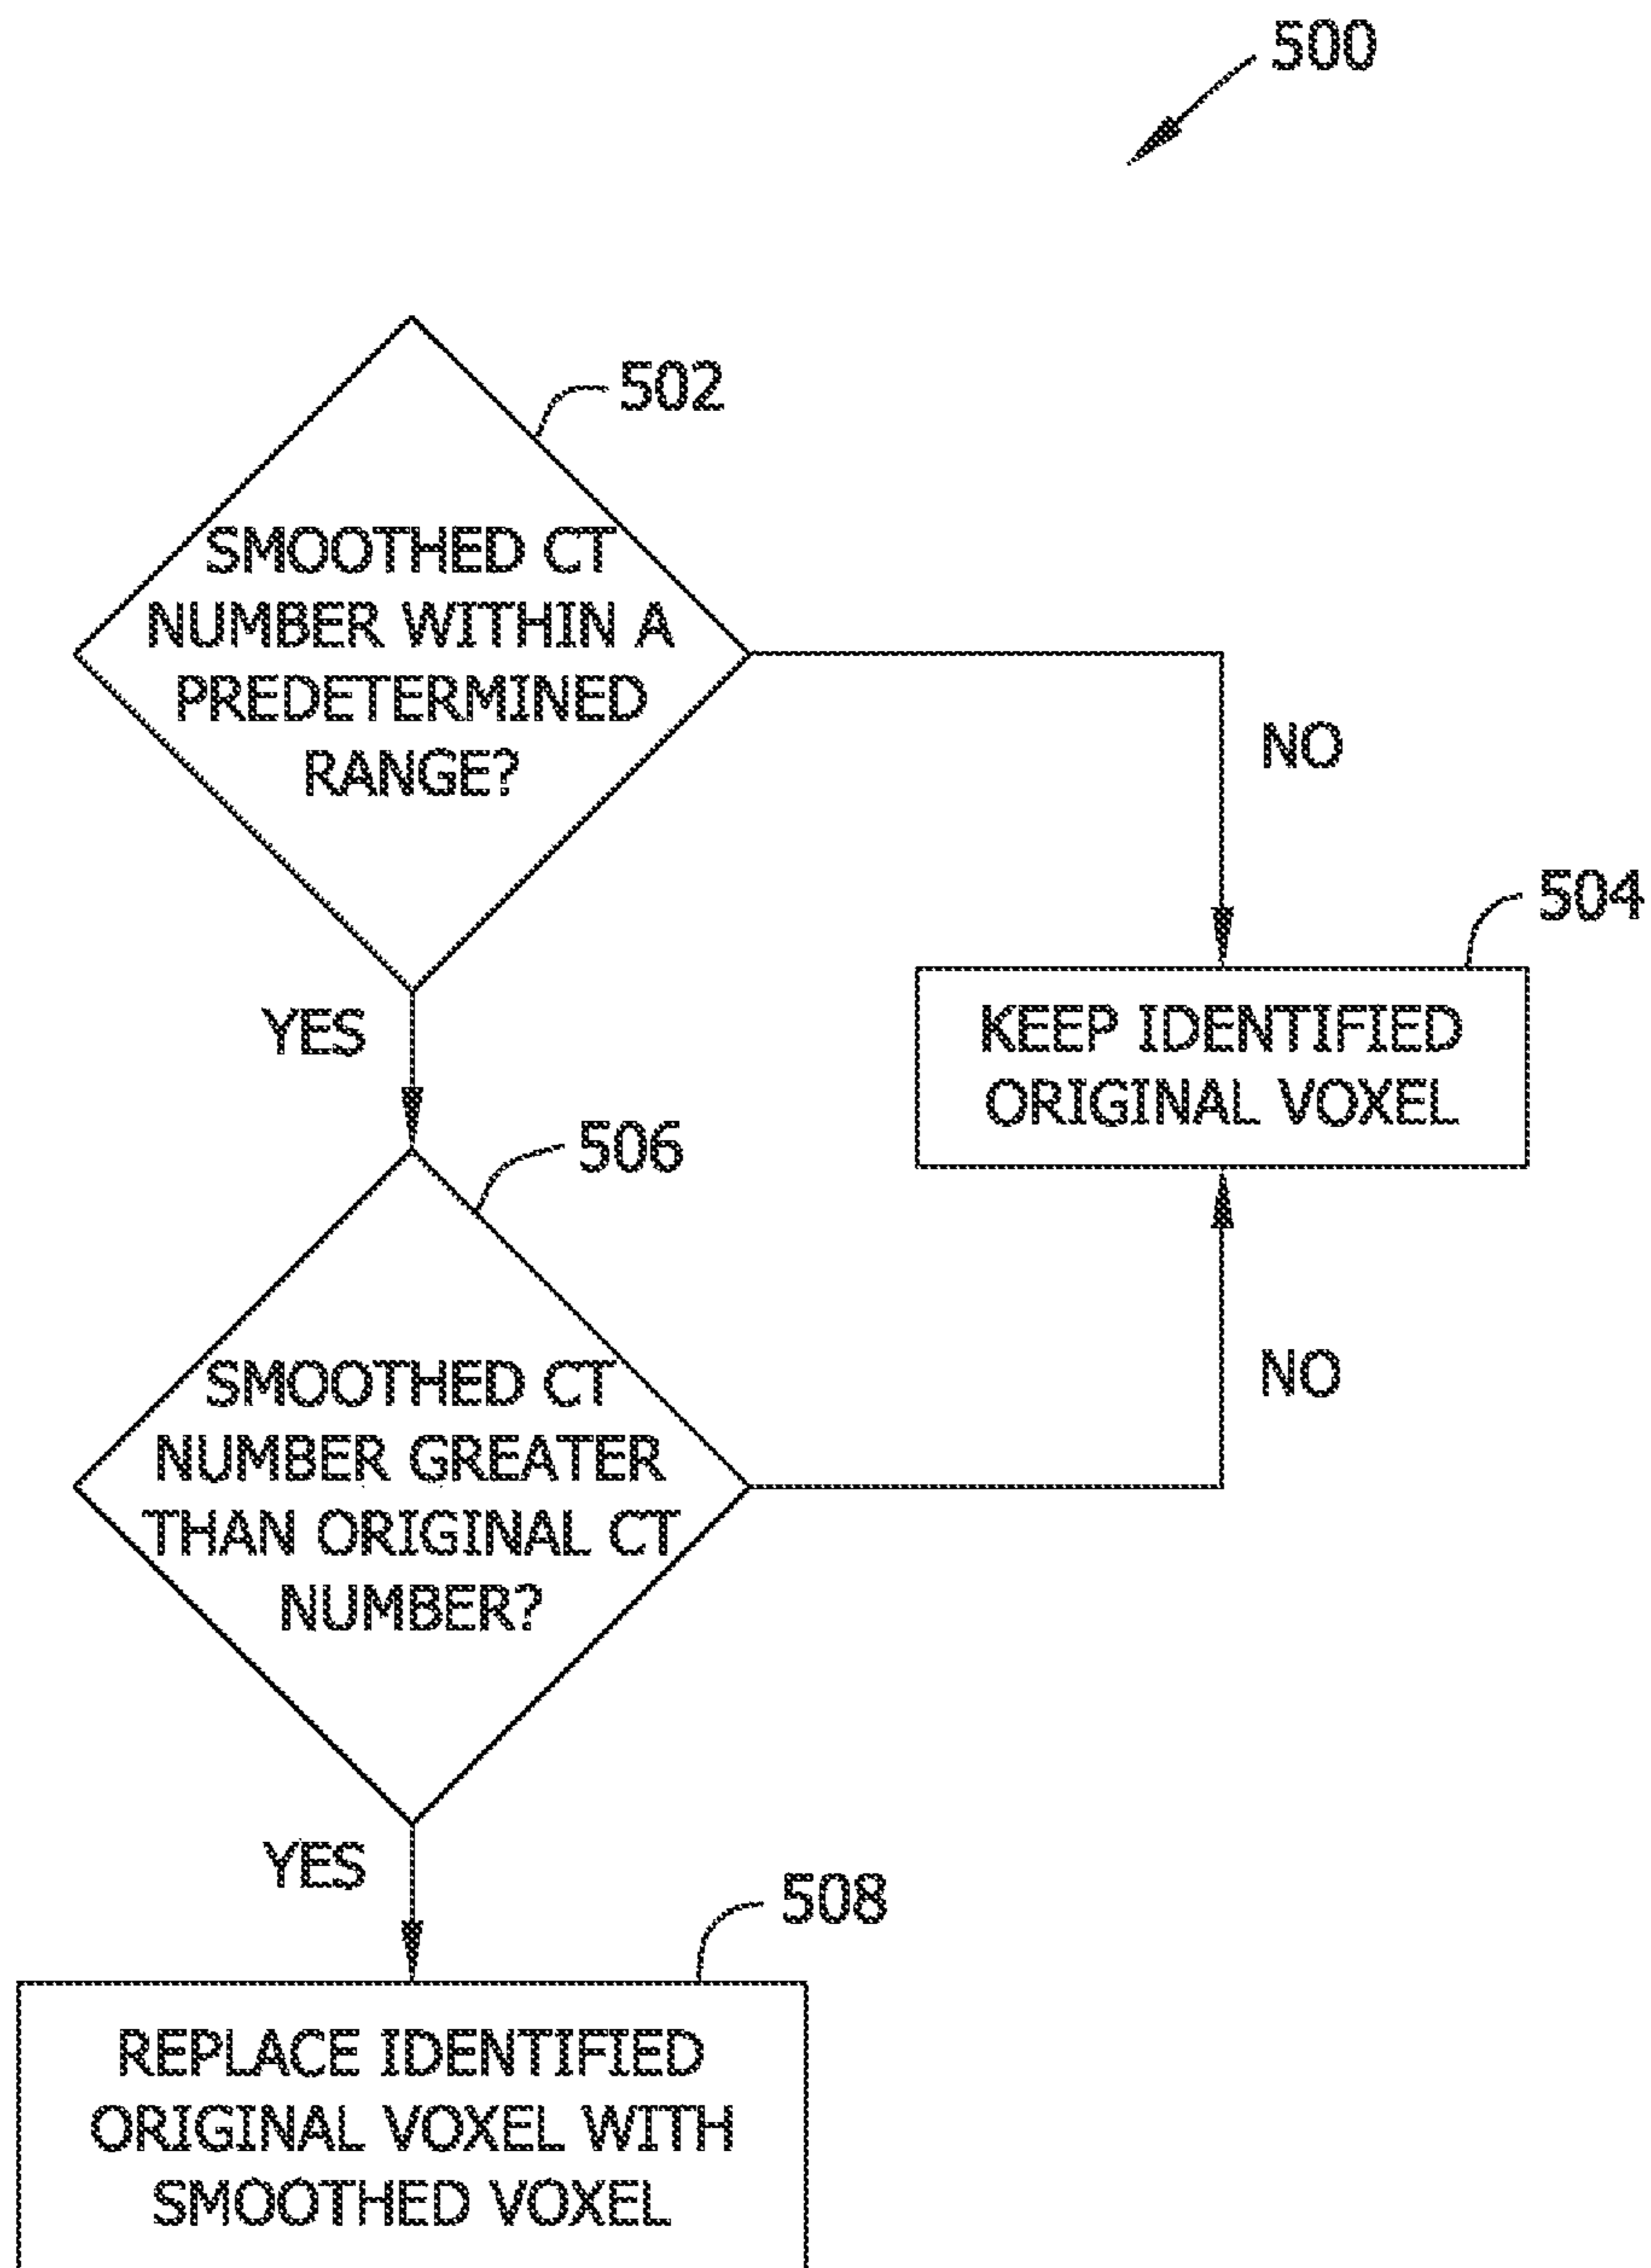 500
502
SMOOTHED CT
NUMBER WITHIN A
PREDETERMINED
RANGE?
NO
504
KEEP IDENTIFIED
ORIGINAL VOXEL
YES
506
SMOOTHED CT
NUMBER GREATER
THAN ORIGINAL CT
NUMBER?
NO
YES
508
REPLACE IDENTIFIED
ORIGINAL VOXEL WITH
SMOOTHED VOXEL